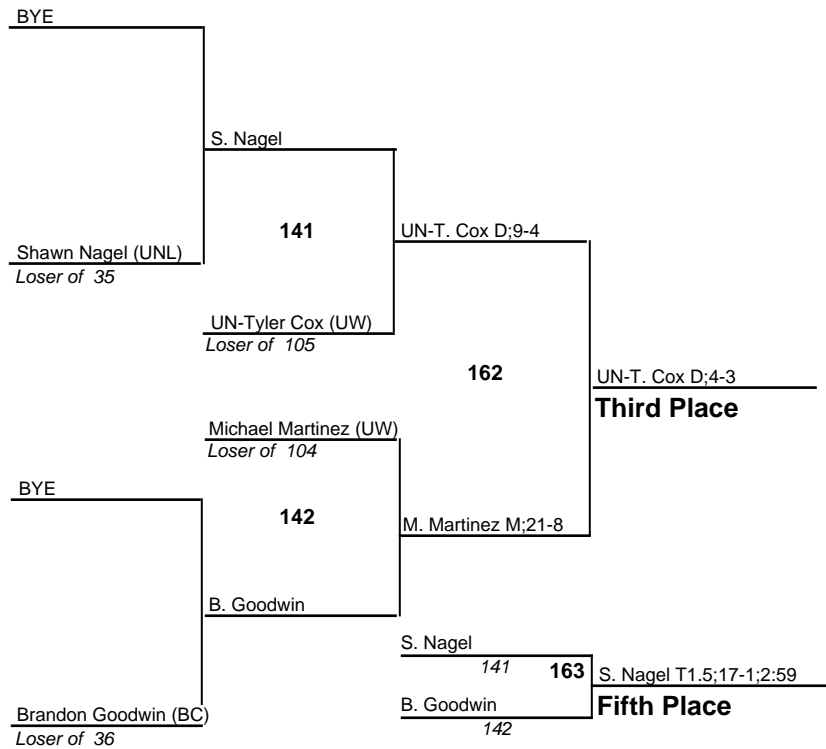 BYE
S. Nagel
141
UN-T. Cox D;9-4
Shawn Nagel (UNL)
Loser of 35
UN-Tyler Cox (UW)
Loser of 105
162
UN-T. Cox D;4-3
Third Place
Michael Martinez (UW)
Loser of 104
BYE
142
M. Martinez M;21-8
B. Goodwin
S. Nagel
141
163
S. Nagel T1.5;17-1;2:59
Fifth Place
B. Goodwin
142
Brandon Goodwin (BC)
Loser of 36